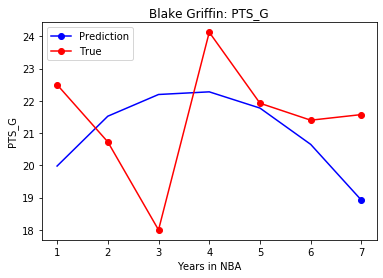 Blake Griffin: PTS_G
Prediction
True
24
23
22
21
20
19
18
PTS_G
1 2 3 4 5 6 7
Years in NBA